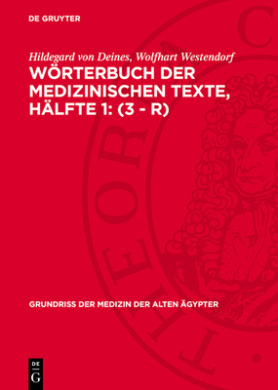 DE GRUYTER
Hildegard von Deines, Wolfhart Westendorf
WÖRTERBUCH DER
MEDIZINISCHEN TEXTE,
HÄLFTE 1: (3 - R)
GRUNDRISS DER MEDIZIN DER ALTEN ÄGYPTER
DE
G